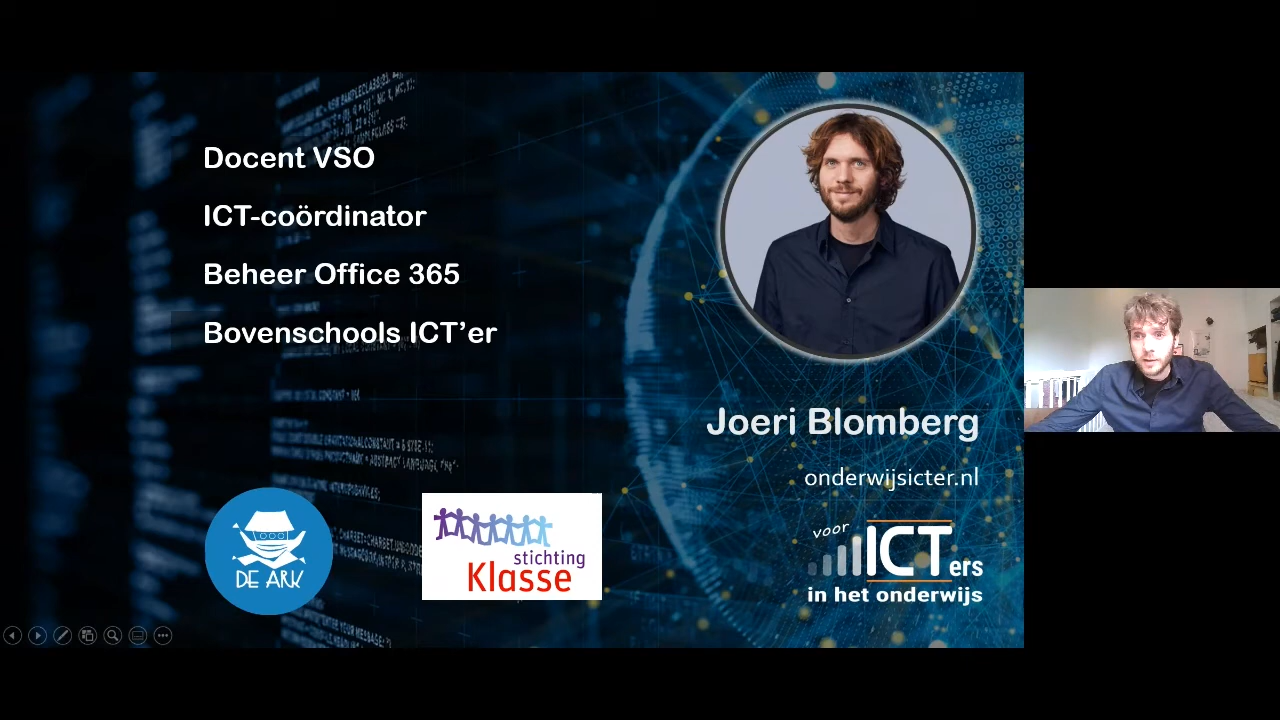 Docent VSO
ICT-coördinator
Beheer Office 365
Bovenschools ICT'er
Joeri Blomberg
onderwijsicter.nl
DE ARK
stichting
Klasse
voor
ICTers
in het onderwijs